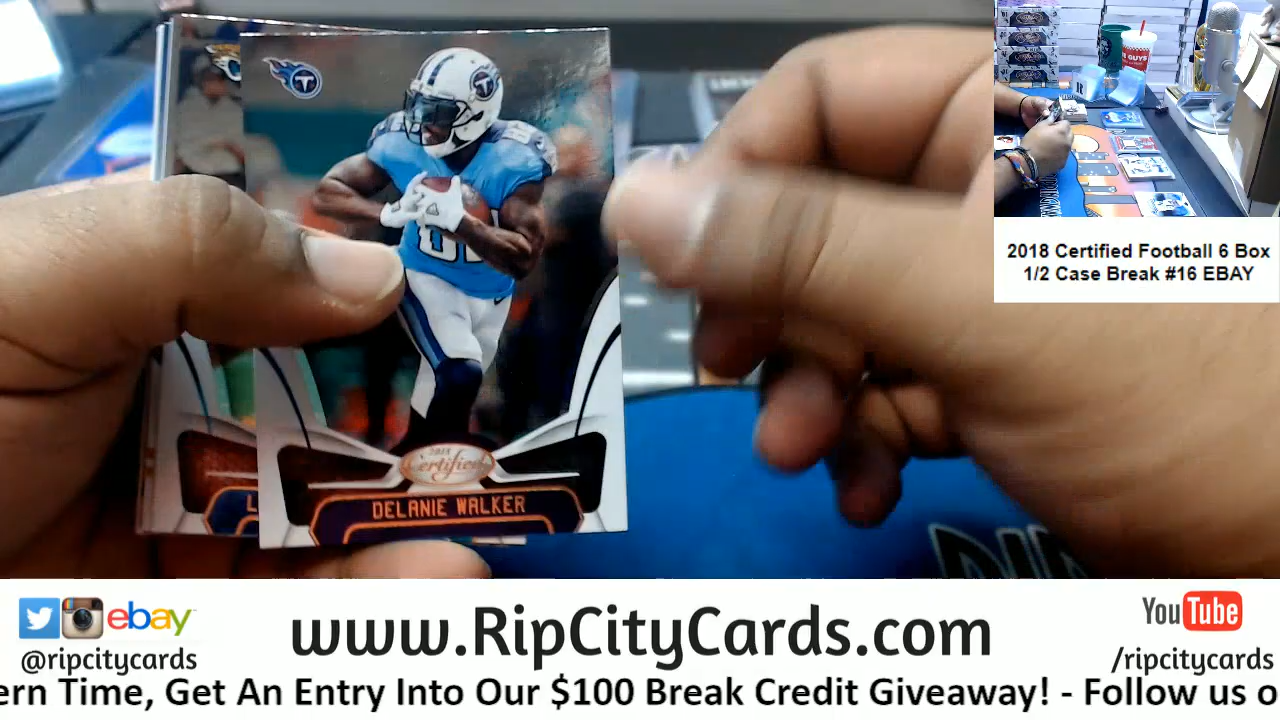 2018
Certified
DELANIE WALKER
L
2018 Certified Football 6 Box
1/2 Case Break #16 EBAY
ebay
@ripcitycards
www.RipCityCards.com
YouTube
/ripcitycards
ern Time, Get An Entry Into Our $100 Break Credit Giveaway! - Follow us o